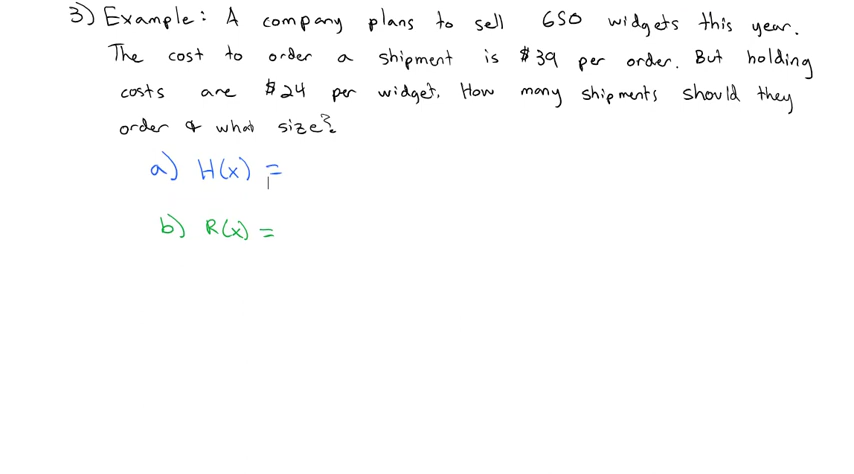 3) Example: A company plans to sell 650 widgets this year.
The cost to order a shipment is $39 per order. But holding
costs are $24 per widget. How many shipments should they
order & what size?
a) H(x) =
b) R(x) =